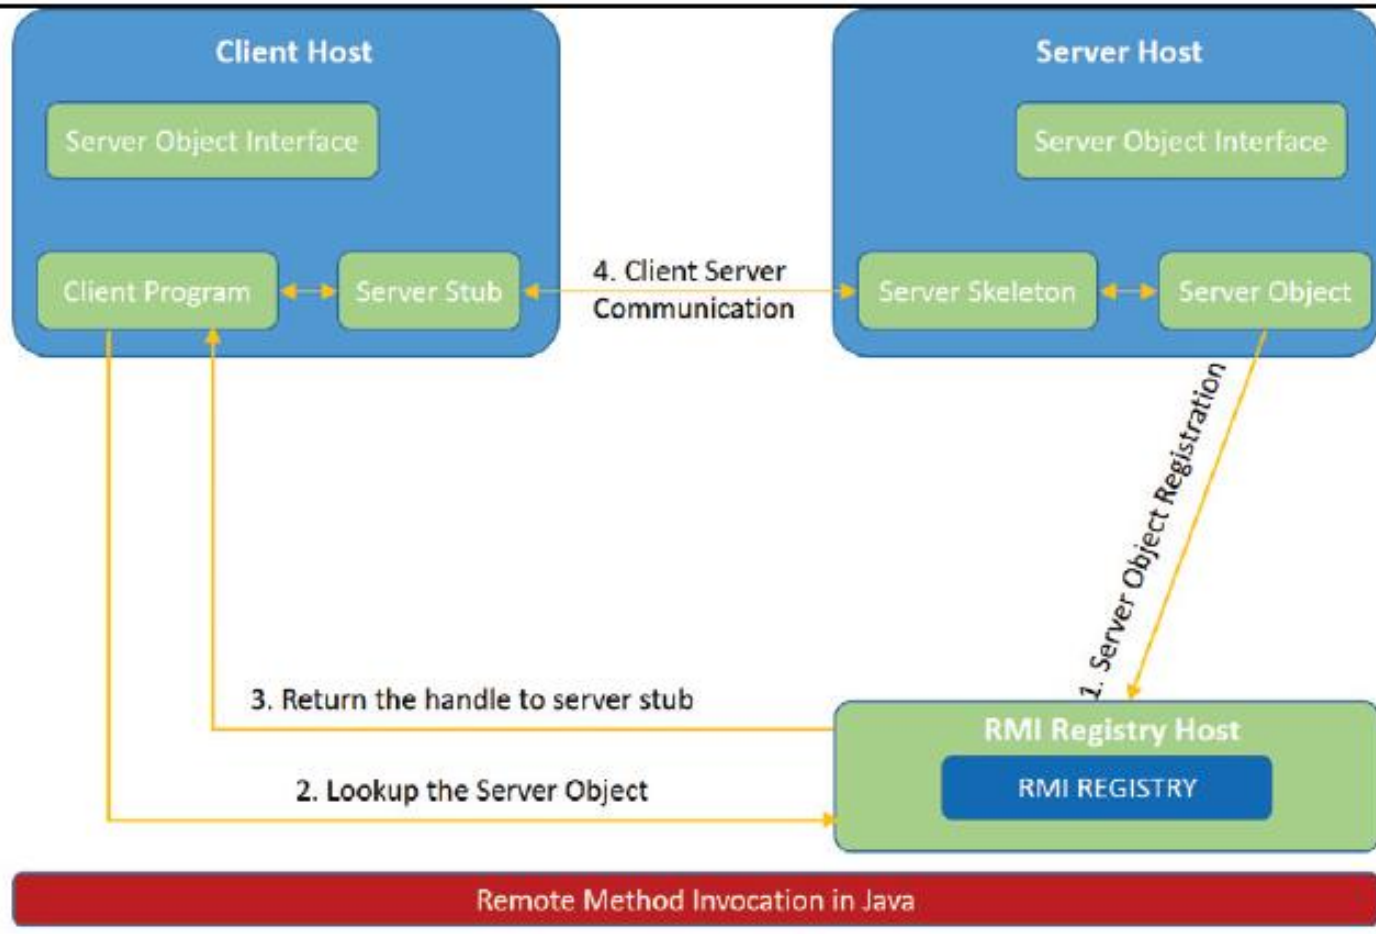 Client Host
Server Host
Server Object Interface
Server Object Interface
Client Program
Server Stub
4. Client Server
Communication
Server Skeleton
Server Object
1. Server Object Registration
3. Return the handle to server stub
RMI Registry Host
2. Lookup the Server Object
RMI REGISTRY
Remote Method Invocation in Java